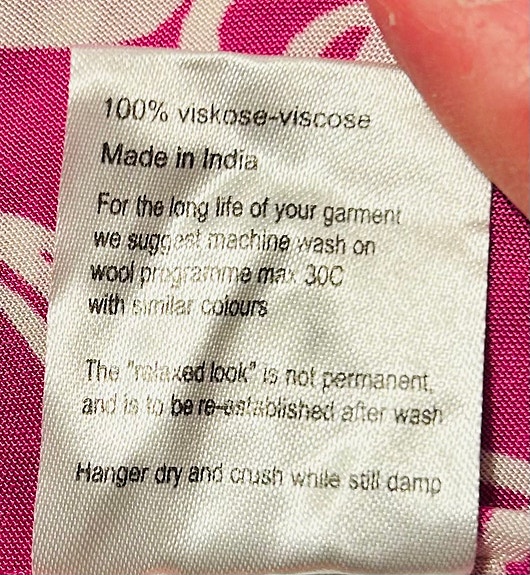 100% viskose-viscose
Made in India
For the long life of your garment
we suggest machine wash on
wool programme max 30C
with similar colours
The "relaxed look" is not permanent,
and is to be re-established after wash
Hanger dry and crush while still damp